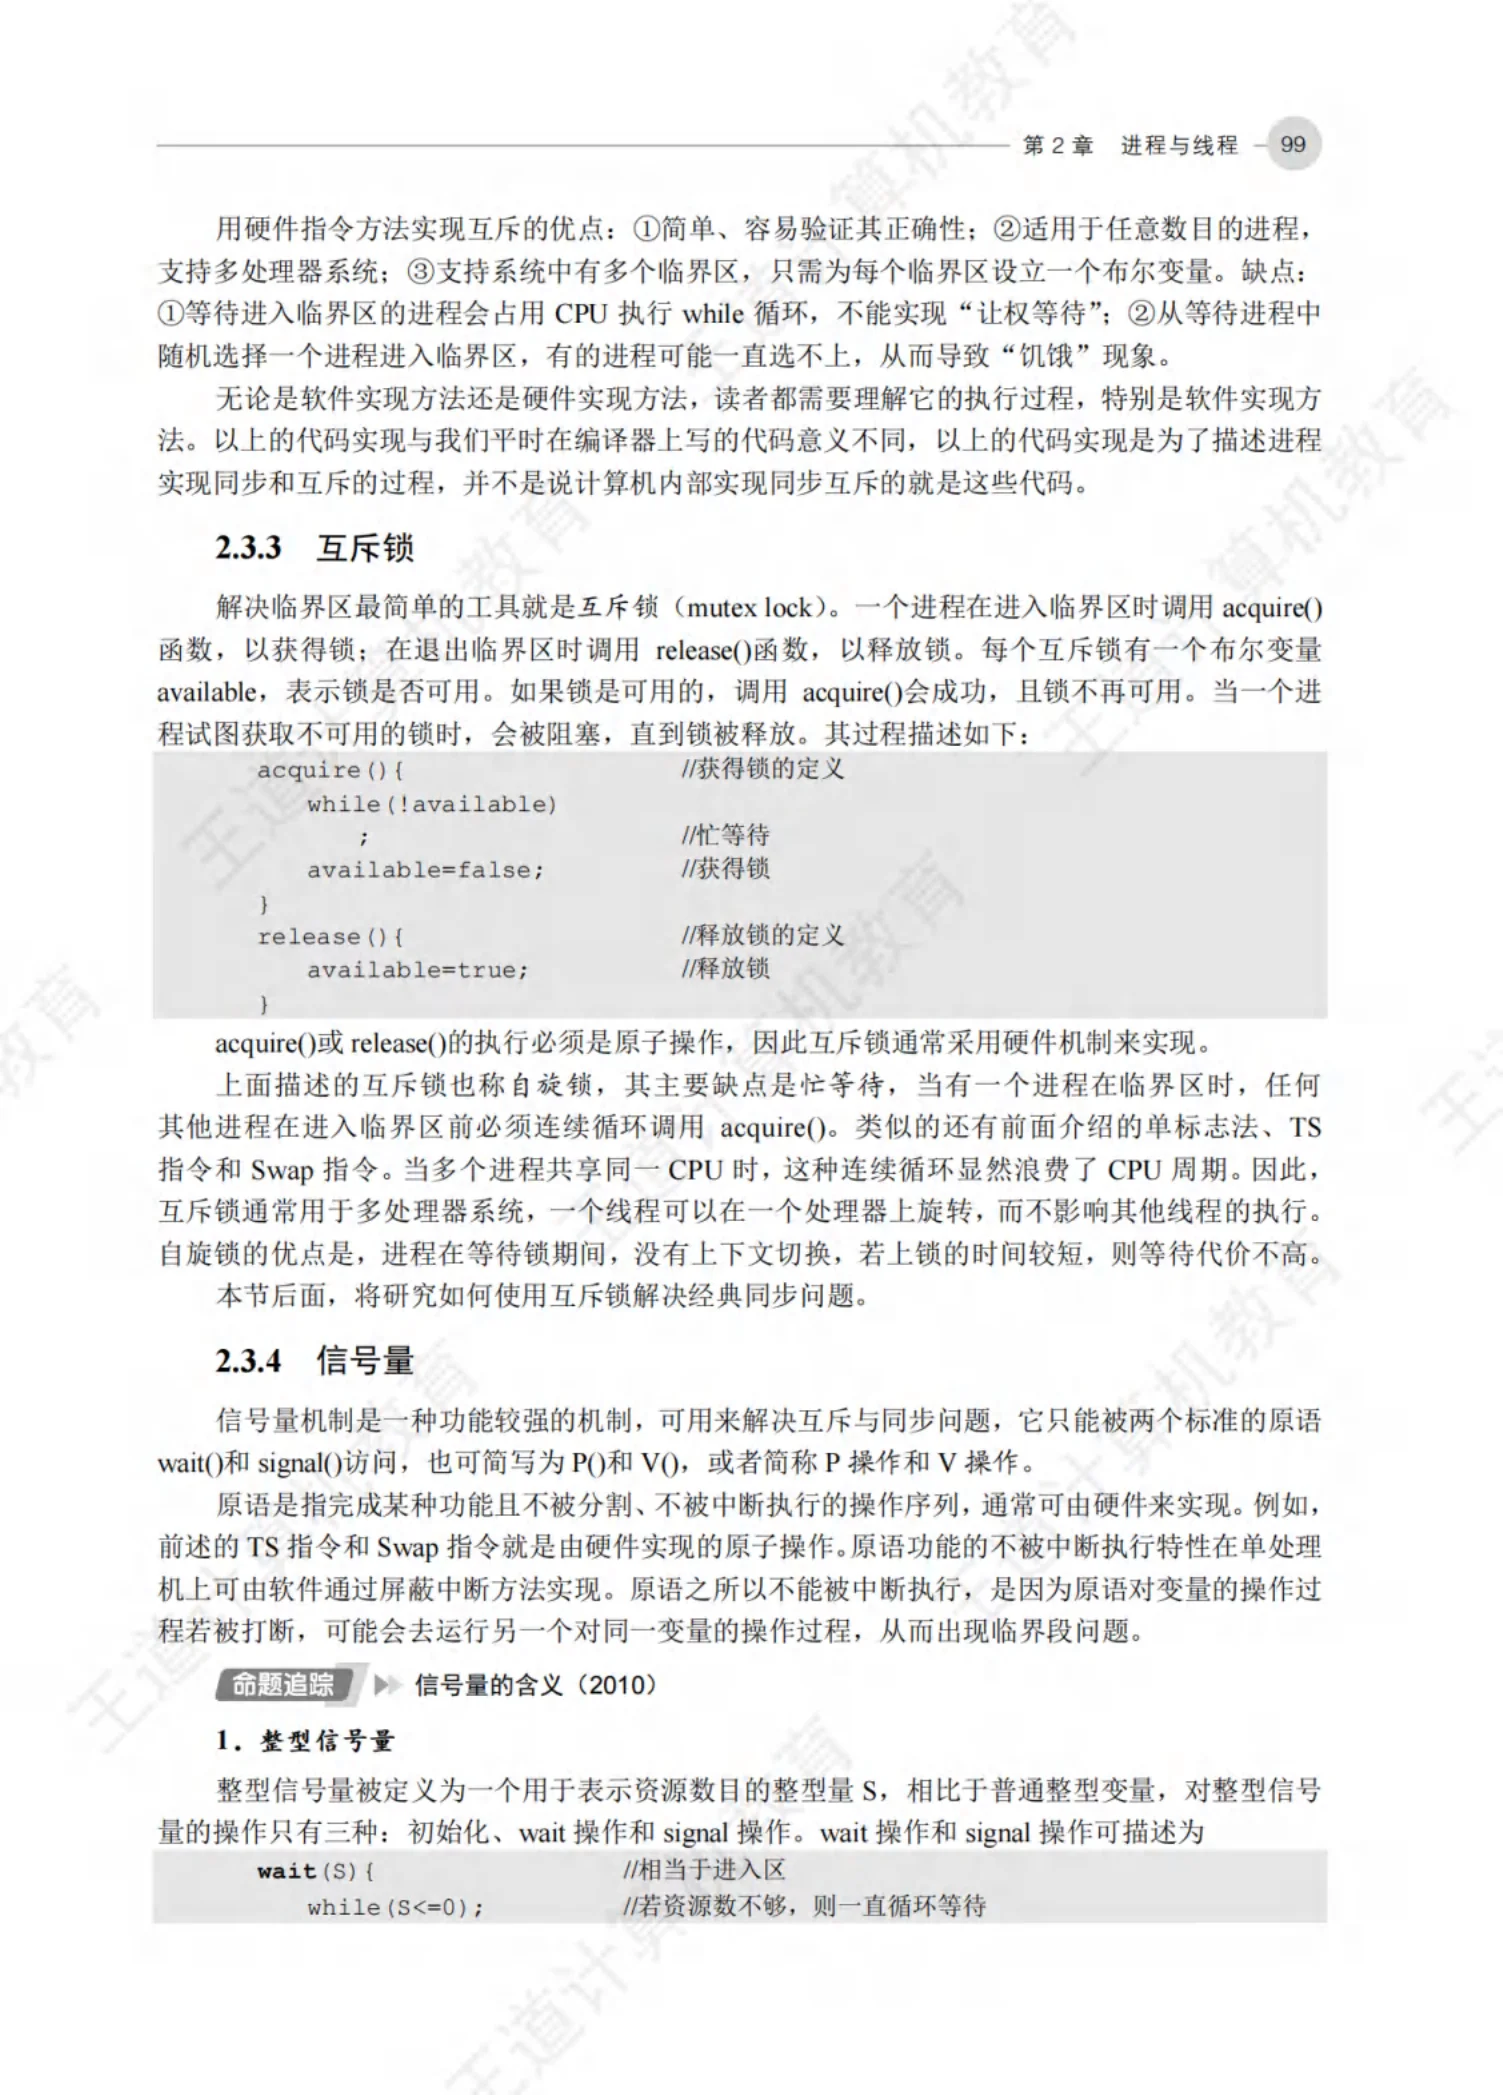 第 2 章 进程与线程 99
用硬件指令方法实现互斥的优点：①简单、容易验证其正确性；②适用于任意数目的进程，
支持多处理器系统；③支持系统中有多个临界区，只需为每个临界区设立一个布尔变量。缺点：
①等待进入临界区的进程会占用 CPU 执行 while 循环，不能实现“让权等待”；②从等待进程中
随机选择一个进程进入临界区，有的进程可能一直选不上，从而导致“饥饿”现象。
无论是软件实现方法还是硬件实现方法，读者都需要理解它的执行过程，特别是软件实现方
法。以上的代码实现与我们平时在编译器上写的代码意义不同，以上的代码实现是为了描述进程
实现同步和互斥的过程，并不是说计算机内部实现同步互斥的就是这些代码。
2.3.3 互斥锁
解决临界区最简单的工具就是互斥锁（mutex lock）。一个进程在进入临界区时调用 acquire()
函数，以获得锁；在退出临界区时调用 release()函数，以释放锁。每个互斥锁有一个布尔变量
available，表示锁是否可用。如果锁是可用的，调用 acquire()会成功，且锁不再可用。当一个进
程试图获取不可用的锁时，会被阻塞，直到锁被释放。其过程描述如下：
acquire(){ //获得锁的定义
while(!available)
; //忙等待
available=false; //获得锁
}
release(){ //释放锁的定义
available=true; //释放锁
}
acquire()或 release()的执行必须是原子操作，因此互斥锁通常采用硬件机制来实现。
上面描述的互斥锁也称自旋锁，其主要缺点是忙等待，当有一个进程在临界区时，任何
其他进程在进入临界区前必须连续循环调用 acquire()。类似的还有前面介绍的单标志法、TS
指令和 Swap 指令。当多个进程共享同一 CPU 时，这种连续循环显然浪费了 CPU 周期。因此，
互斥锁通常用于多处理器系统，一个线程可以在一个处理器上旋转，而不影响其他线程的执行。
自旋锁的优点是，进程在等待锁期间，没有上下文切换，若上锁的时间较短，则等待代价不高。
本节后面，将研究如何使用互斥锁解决经典同步问题。
2.3.4 信号量
信号量机制是一种功能较强的机制，可用来解决互斥与同步问题，它只能被两个标准的原语
wait()和 signal()访问，也可简写为 P()和 V()，或者简称 P 操作和 V 操作。
原语是指完成某种功能且不被分割、不被中断执行的操作序列，通常可由硬件来实现。例如，
前述的 TS 指令和 Swap 指令就是由硬件实现的原子操作。原语功能的不被中断执行特性在单处理
机上可由软件通过屏蔽中断方法实现。原语之所以不能被中断执行，是因为原语对变量的操作过
程若被打断，可能会去运行另一个对同一变量的操作过程，从而出现临界段问题。
命题追踪 信号量的含义（2010）
1．整型信号量
整型信号量被定义为一个用于表示资源数目的整型量 S，相比于普通整型变量，对整型信号
量的操作只有三种：初始化、wait 操作和 signal 操作。wait 操作和 signal 操作可描述为
wait(S){ //相当于进入区
while(S<=0); //若资源数不够，则一直循环等待
王道计算机教育